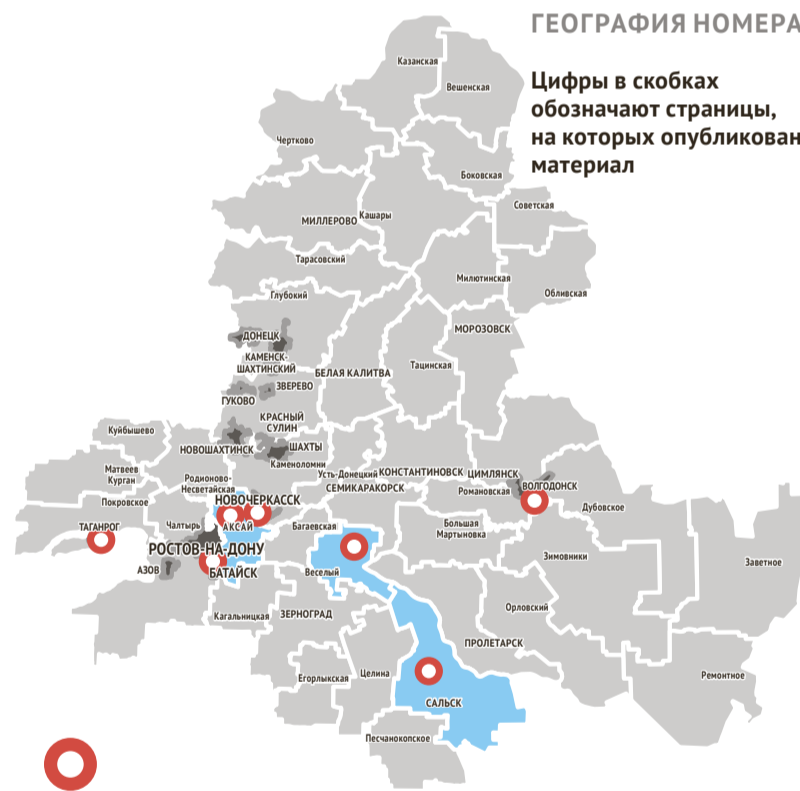 ГЕОГРАФИЯ НОМЕРА
Цифры в скобках
обозначают страницы,
на которых опубликован
материал
Казанская
Вешенская
Чертково
Боковская
Советская
МИЛЛЕРОВО
Кашары
Тарасовский
Милютинская
Обливская
Глубокий
МОРОЗОВСК
ДОНЕЦК
КАМЕНСК-
ШАХТИНСКИЙ
БЕЛАЯ КАЛИТВА
Тацинская
ЗВЕРЕВО
ГУКОВО
КРАСНЫЙ
СУЛИН
Куйбышево
НОВОШАХТИНСК
ШАХТЫ
Каменоломни
Матвеев
Курган
Родионово-
Несветайская
Усть-Донецкий
КОНСТАНТИНОВСК
ЦИМЛЯНСК
ВОЛГОДОНСК
СЕМИКАРАКОРСК
Романовская
Покровское
НОВОЧЕРКАССК
Дубовское
ТАГАНРОГ
Чалтырь
АКСАЙ
Багаевская
Большая
Мартыновка
РОСТОВ-НА-ДОНУ
Зимовники
Заветное
АЗОВ
БАТАЙСК
Веселый
Кагальницкая
ЗЕРНОГРАД
Орловский
ПРОЛЕТАРСК
Егорлыкская
Целина
Ремонтное
САЛЬСК
Песчанокопское